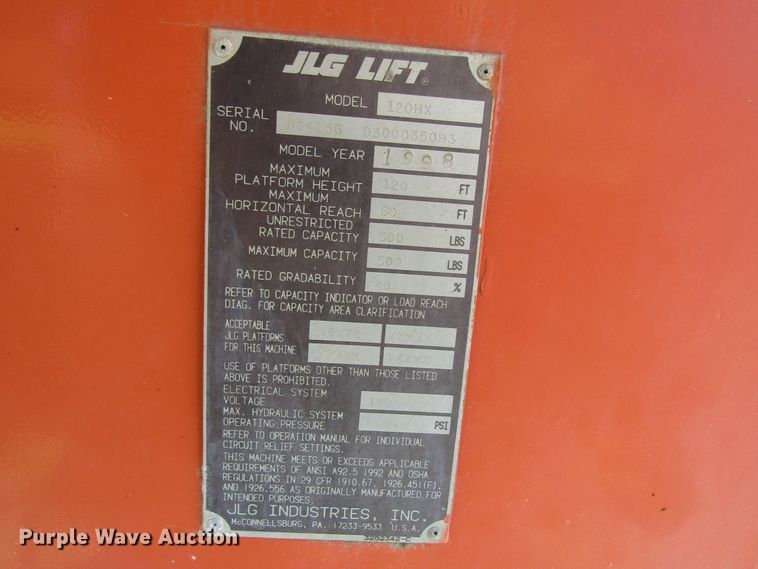 JLG LIFT®
MODEL 120HX
SERIAL
NO. 0300035093
MODEL YEAR 1998
MAXIMUM
PLATFORM HEIGHT 120 FT
MAXIMUM
HORIZONTAL REACH 60 FT
UNRESTRICTED
RATED CAPACITY 500 LBS
MAXIMUM CAPACITY 500 LBS
RATED GRADABILITY 40 %
REFER TO CAPACITY INDICATOR OR LOAD REACH
DIAG. FOR CAPACITY AREA CLARIFICATION
ACCEPTABLE
JLG PLATFORMS
FOR THIS MACHINE
USE OF PLATFORMS OTHER THAN THOSE LISTED
ABOVE IS PROHIBITED.
ELECTRICAL SYSTEM
VOLTAGE 12
MAX. HYDRAULIC SYSTEM
OPERATING PRESSURE PSI
REFER TO OPERATION MANUAL FOR INDIVIDUAL
CIRCUIT RELIEF SETTINGS.
THIS MACHINE MEETS OR EXCEEDS APPLICABLE
REQUIREMENTS OF ANSI A92.5 1992 AND OSHA
REGULATIONS IN 29 CFR 1910.67, 1926.451(F),
AND 1926.556 AS ORIGINALLY MANUFACTURED FOR
INTENDED PURPOSES.
JLG INDUSTRIES, INC.
McCONNELLSBURG, PA. 17233-9533 U.S.A.
3252342-C
Purple Wave Auction